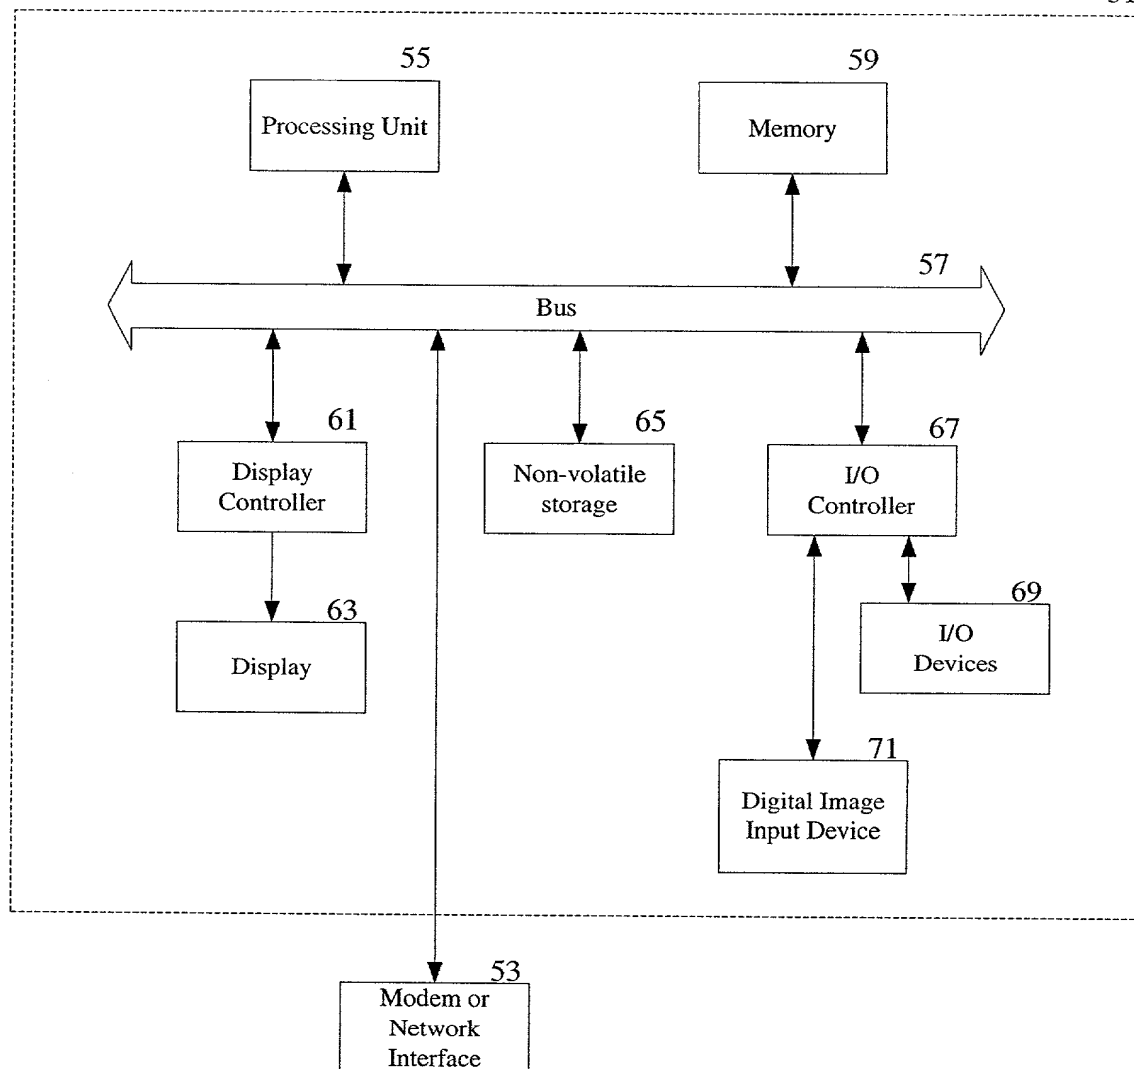 55
59
Processing Unit
Memory
57
Bus
61
65
67
Display
Controller
Non-volatile
storage
I/O
Controller
63
69
Display
I/O
Devices
71
Digital Image
Input Device
53
Modem or
Network
Interface